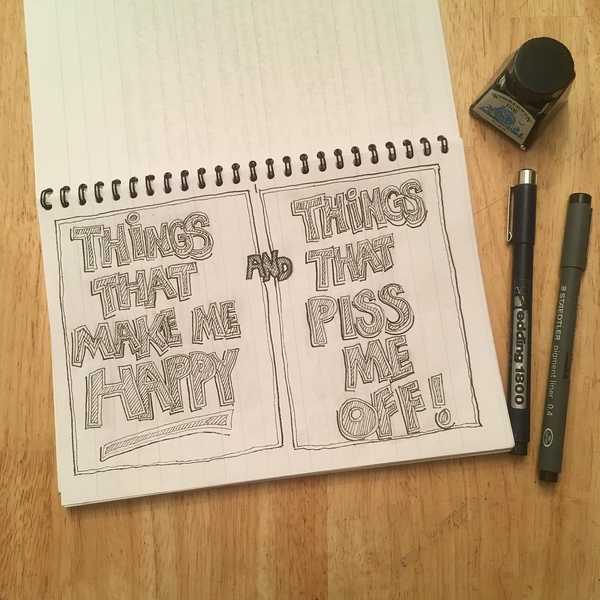 THiNGS
THAT
MAKE ME
HAPPY
AND
THiNGS
THAT
PISS
ME
OFF!
edding 1800
STAEDTLER pigment liner 0.4